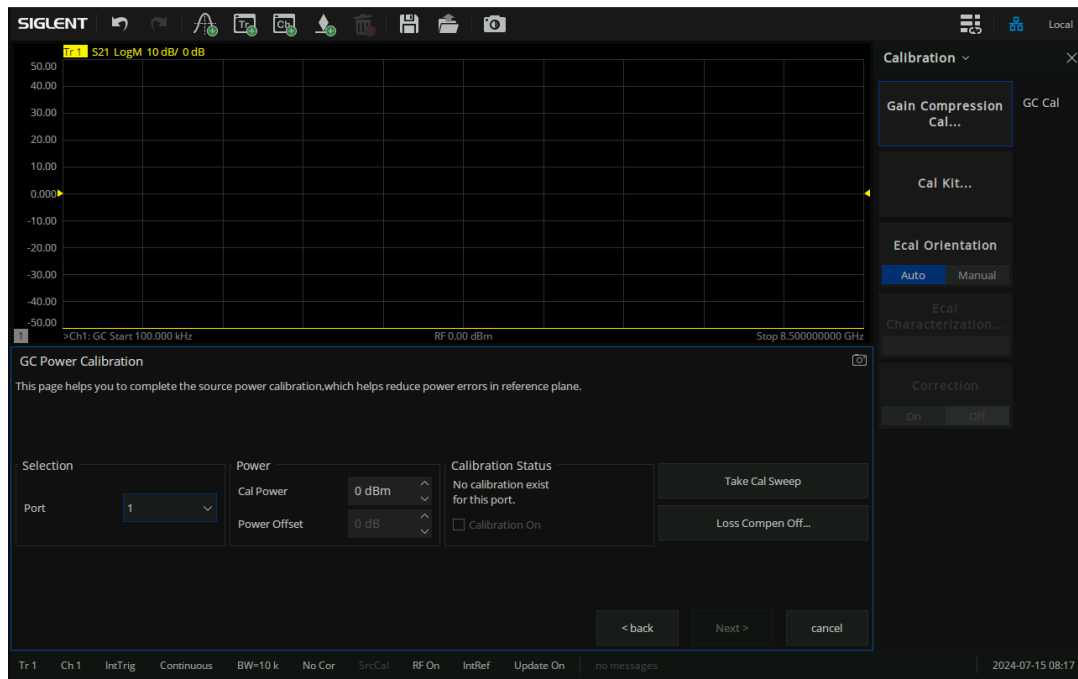 SIGLENT
Tr
Ch
Local
Tr 1 S21 LogM 10 dB/ 0 dB
50.00
40.00
30.00
20.00
10.00
0.000
-10.00
-20.00
-30.00
-40.00
-50.00
1 >Ch1: GC Start 100.000 kHz RF 0.00 dBm Stop 8.500000000 GHz
Calibration
Gain Compression
Cal...
GC Cal
Cal Kit...
Ecal Orientation
Auto Manual
Ecal
Characterization...
Correction
On Off
GC Power Calibration
This page helps you to complete the source power calibration,which helps reduce power errors in reference plane.
Selection
Port 1
Power
Cal Power 0 dBm
Power Offset 0 dB
Calibration Status
No calibration exist
for this port.
Calibration On
Take Cal Sweep
Loss Compen Off...
< back Next > cancel
Tr 1 Ch 1 IntTrig Continuous BW=10 k No Cor SrcCal RF On IntRef Update On no messages 2024-07-15 08:17